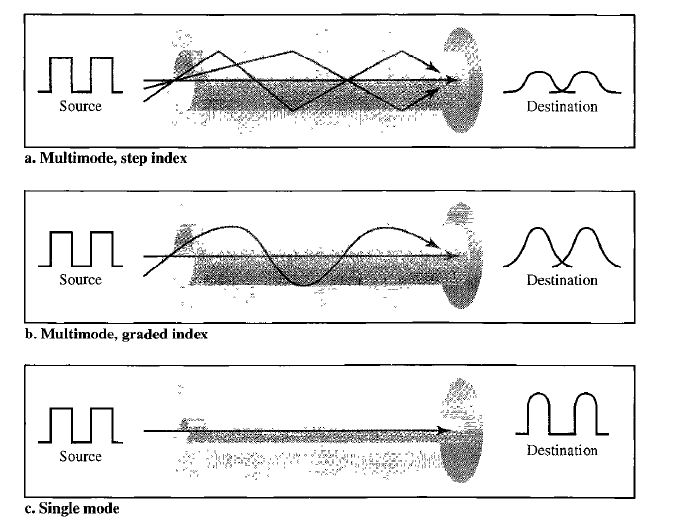 Source
Destination
a. Multimode, step index
Source
Destination
b. Multimode, graded index
Source
Destination
c. Single mode